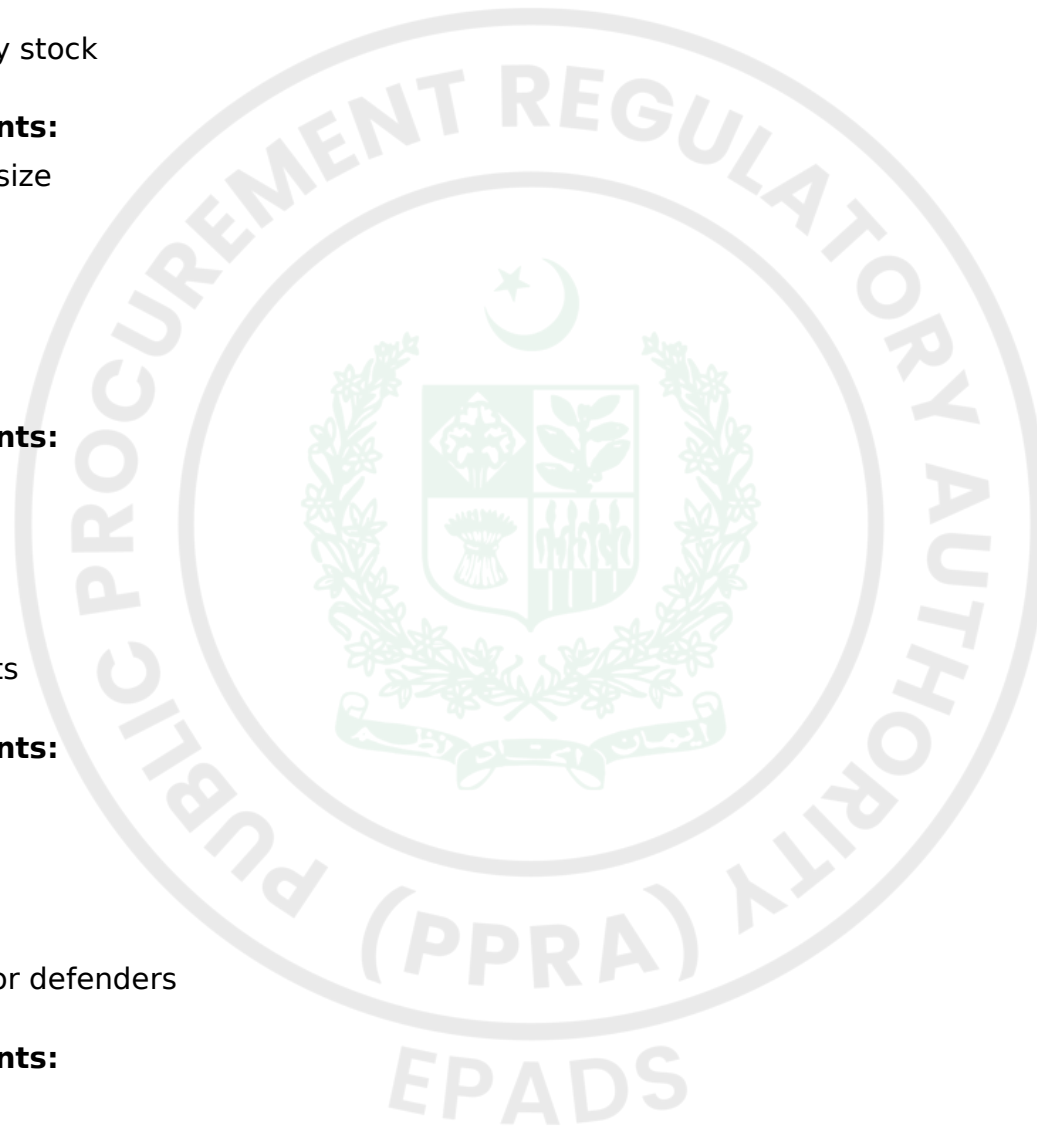 y stock
nts:
size
nts:
ts
nts:
or defenders
nts:
PUBLIC PROCUREMENT REGULATORY AUTHORITY
(PPRA)
EPADS